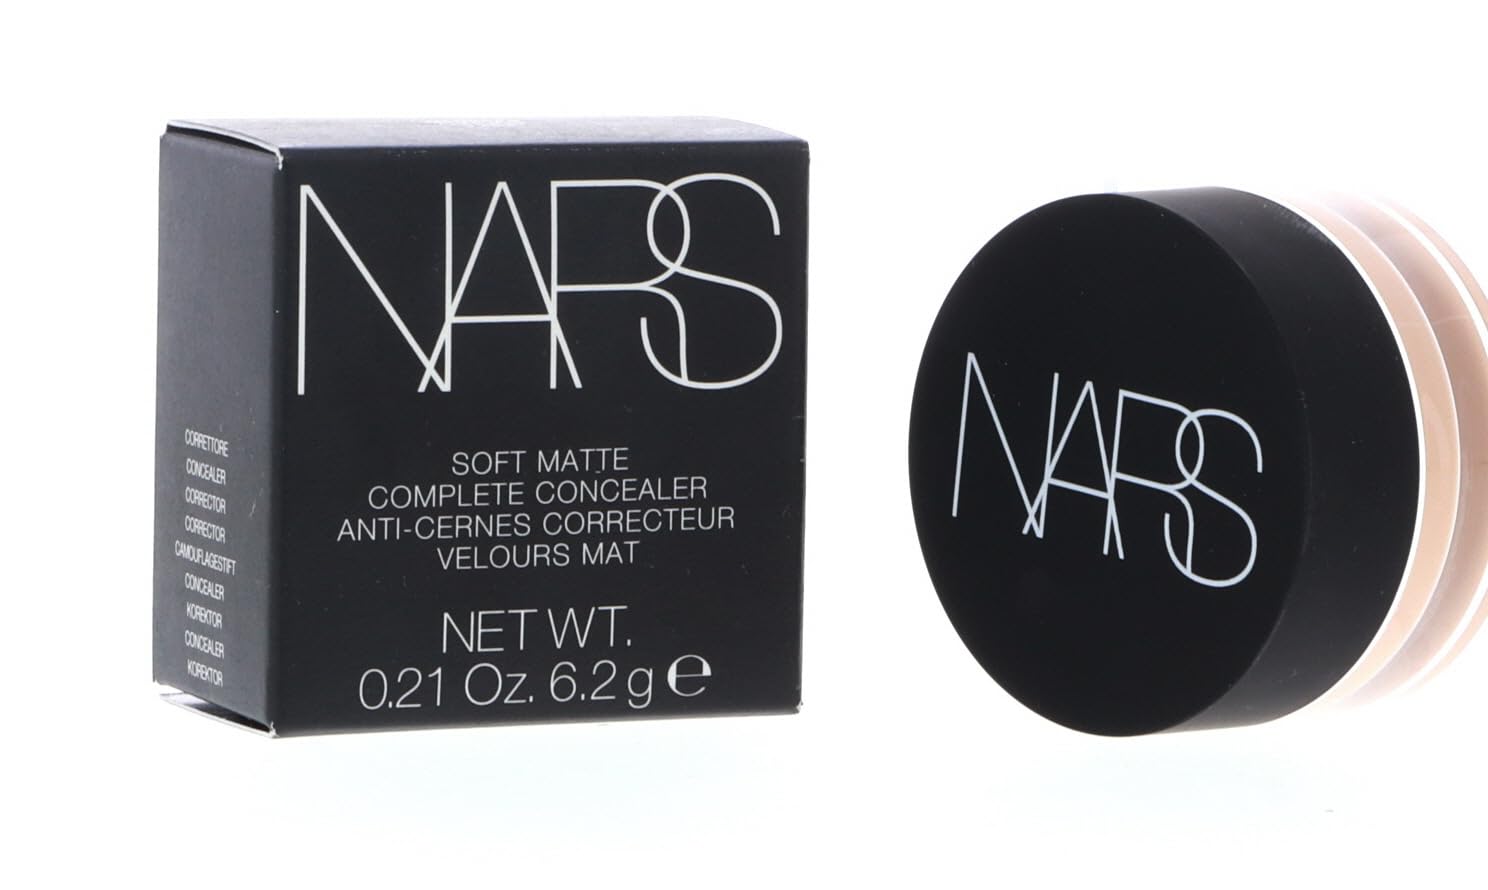 NARS
SOFT MATTE
COMPLETE CONCEALER
ANTI-CERNES CORRECTEUR
VELOURS MAT
NET WT.
0.21 Oz. 6.2 g ℮
CORRETTORE
CONCEALER
CORRECTOR
CORRECTOR
CAMOUFLAGESTIFT
CONCEALER
KOREKTOR
CONCEALER
KOREKTOR
NARS